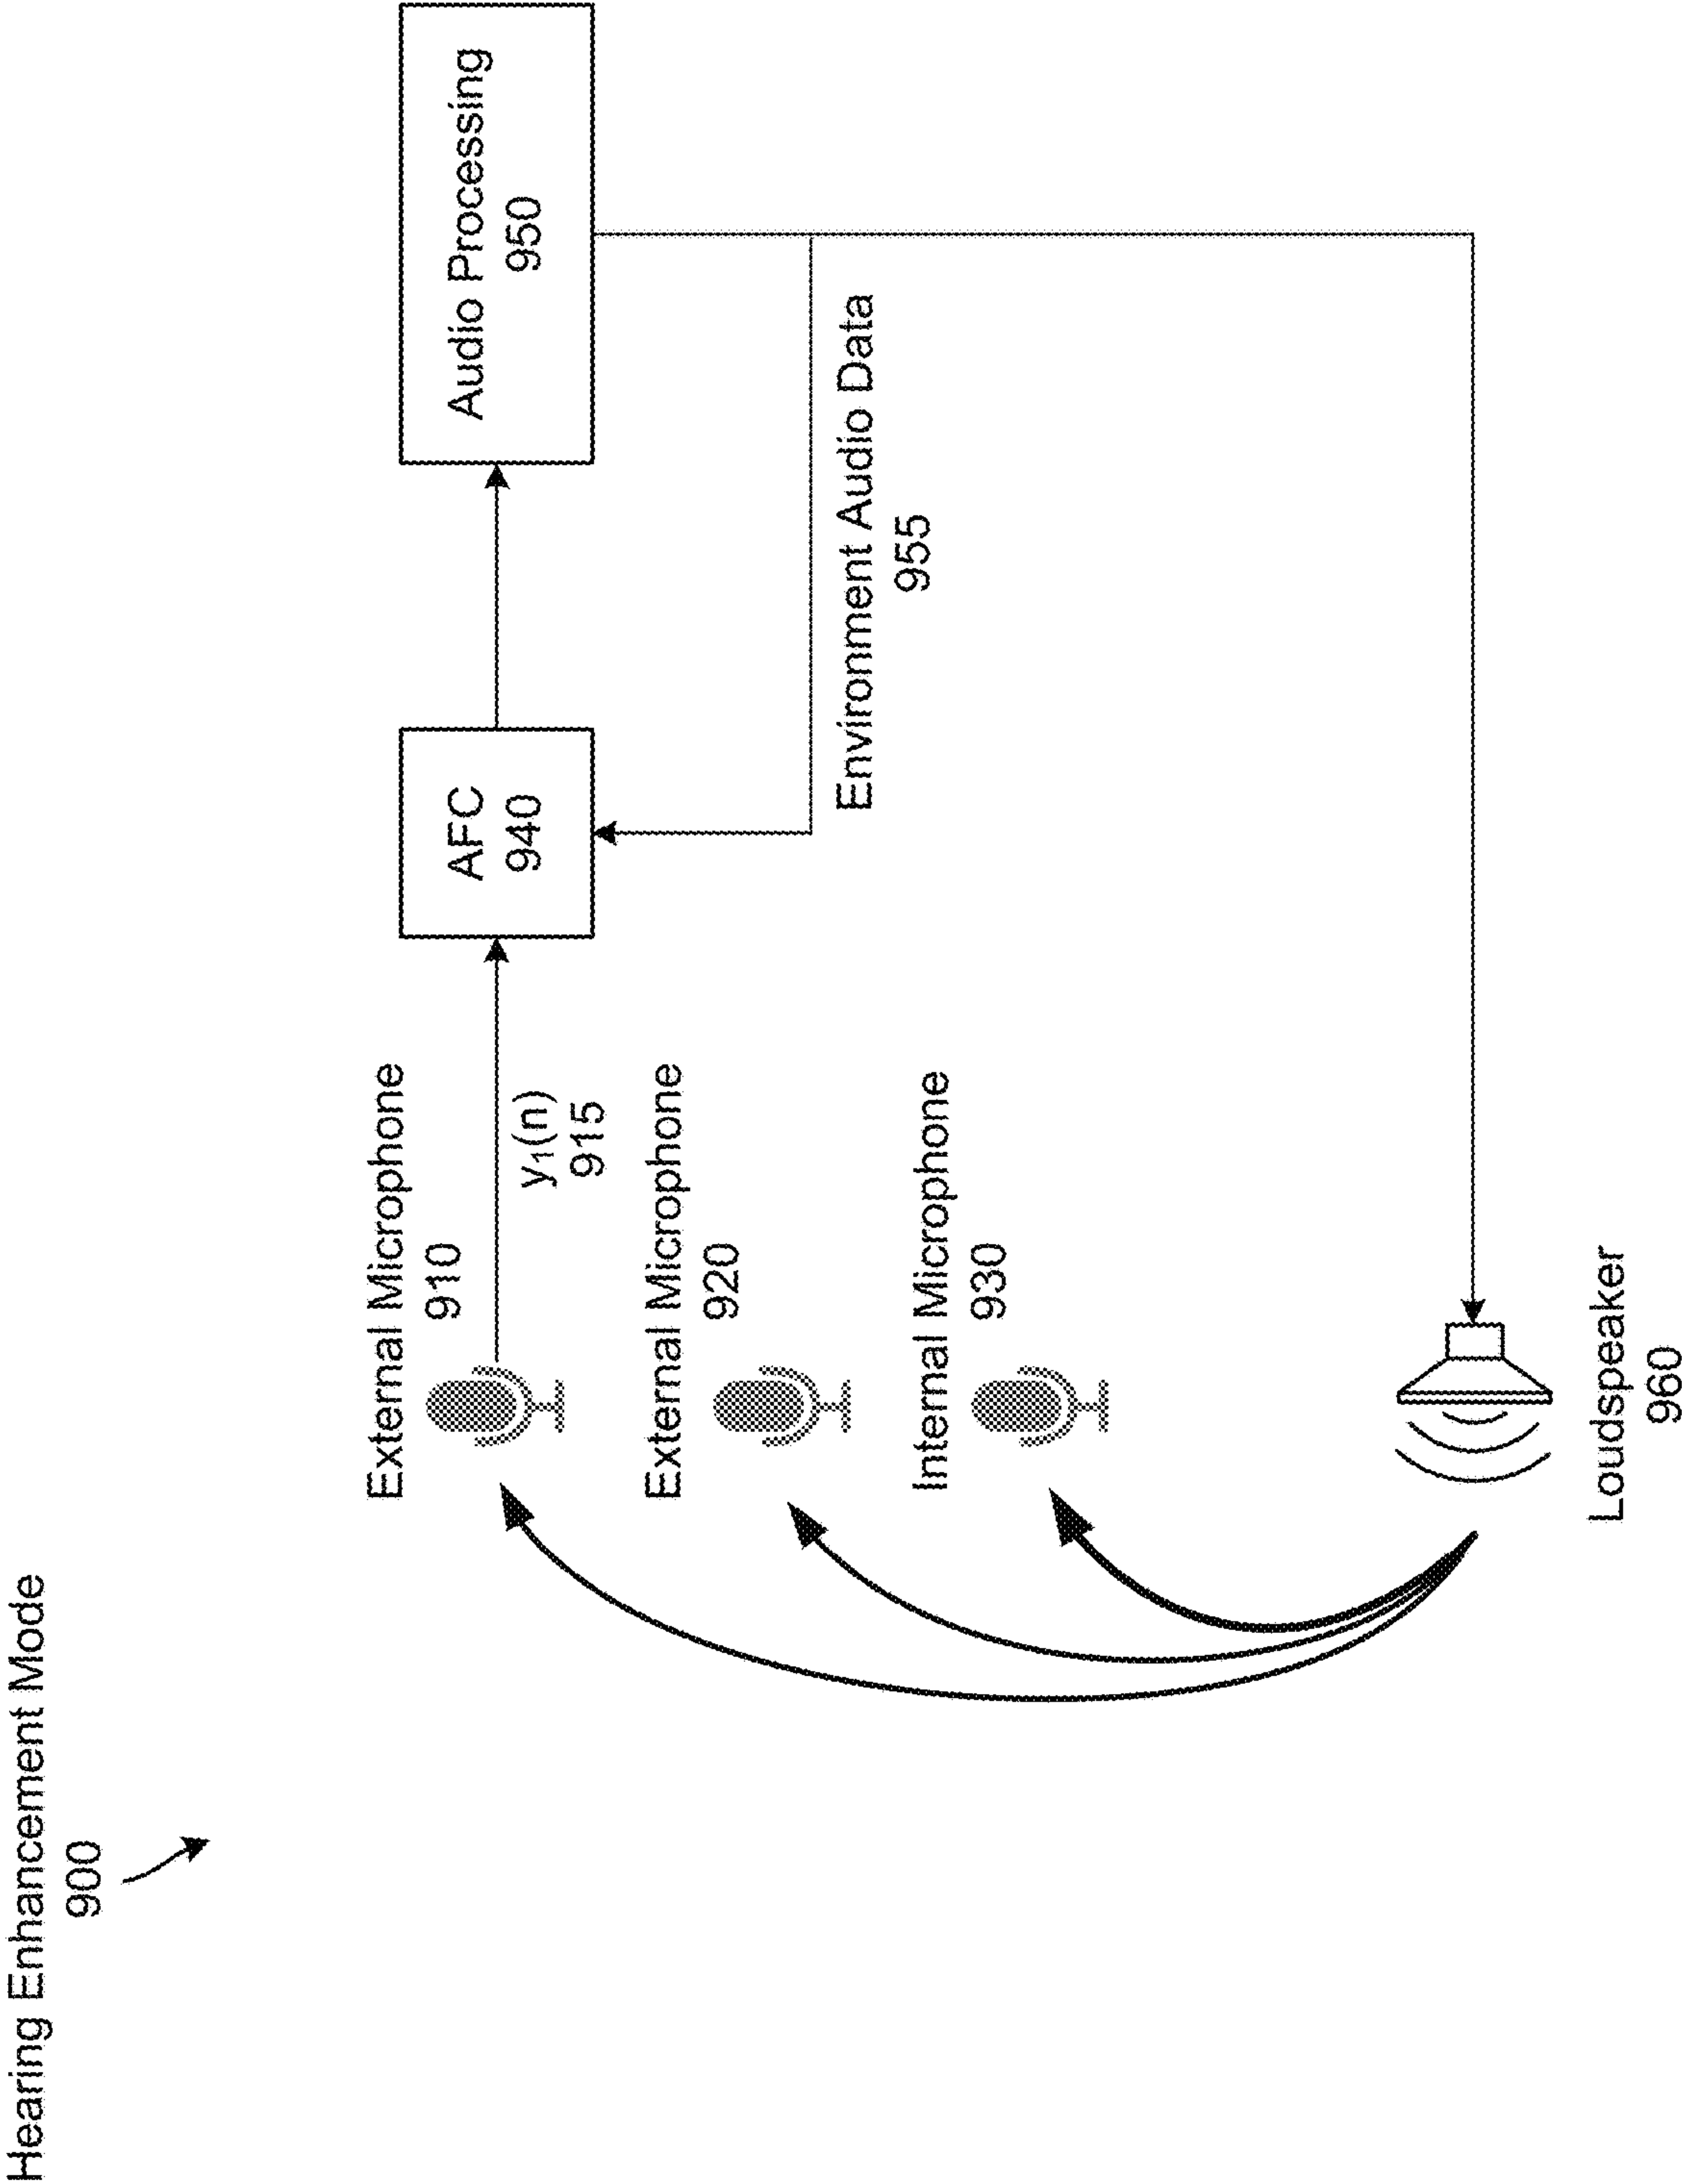 Hearing Enhancement Mode
900
External Microphone
910
y₁(n)
915
AFC
940
Audio Processing
950
External Microphone
920
Environment Audio Data
955
Internal Microphone
930
Loudspeaker
960